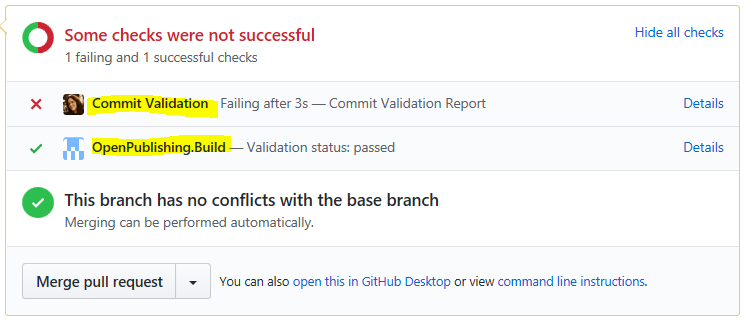 Some checks were not successful
Hide all checks
1 failing and 1 successful checks
Commit Validation Failing after 3s — Commit Validation Report
Details
OpenPublishing.Build — Validation status: passed
Details
This branch has no conflicts with the base branch
Merging can be performed automatically.
Merge pull request
You can also open this in GitHub Desktop or view command line instructions.